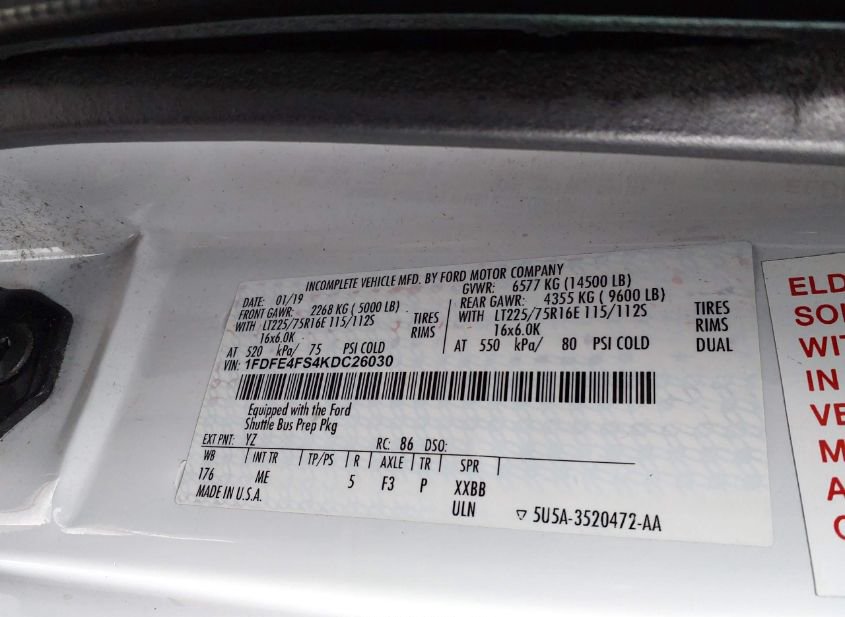 INCOMPLETE VEHICLE MFD. BY FORD MOTOR COMPANY
DATE: 01/19 GVWR: 6577 KG (14500 LB)
FRONT GAWR: 2268 KG ( 5000 LB) REAR GAWR: 4355 KG ( 9600 LB)
WITH LT225/75R16E 115/112S TIRES WITH LT225/75R16E 115/112S TIRES
16x6.0K RIMS 16x6.0K RIMS
AT 520 kPa/ 75 PSI COLD AT 550 kPa/ 80 PSI COLD DUAL
VIN: 1FDFE4FS4KDC26030
Equipped with the Ford
Shuttle Bus Prep Pkg
EXT PNT: YZ RC: 86 DSO:
WB INT TR TP/PS R AXLE TR SPR
176 ME 5 F3 P XXBB
MADE IN U.S.A. ULN ▽ 5U5A-3520472-AA
WIT
IN